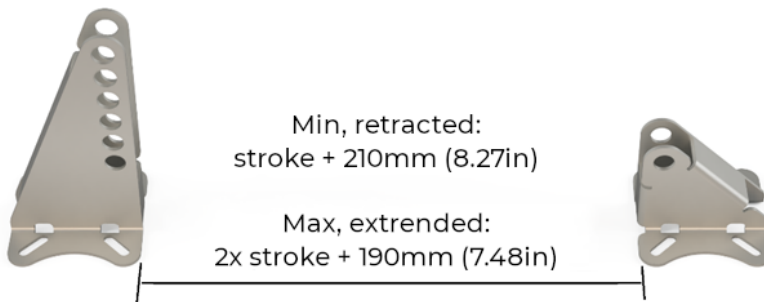 Min, retracted:
stroke + 210mm (8.27in)
Max, extrended:
2x stroke + 190mm (7.48in)